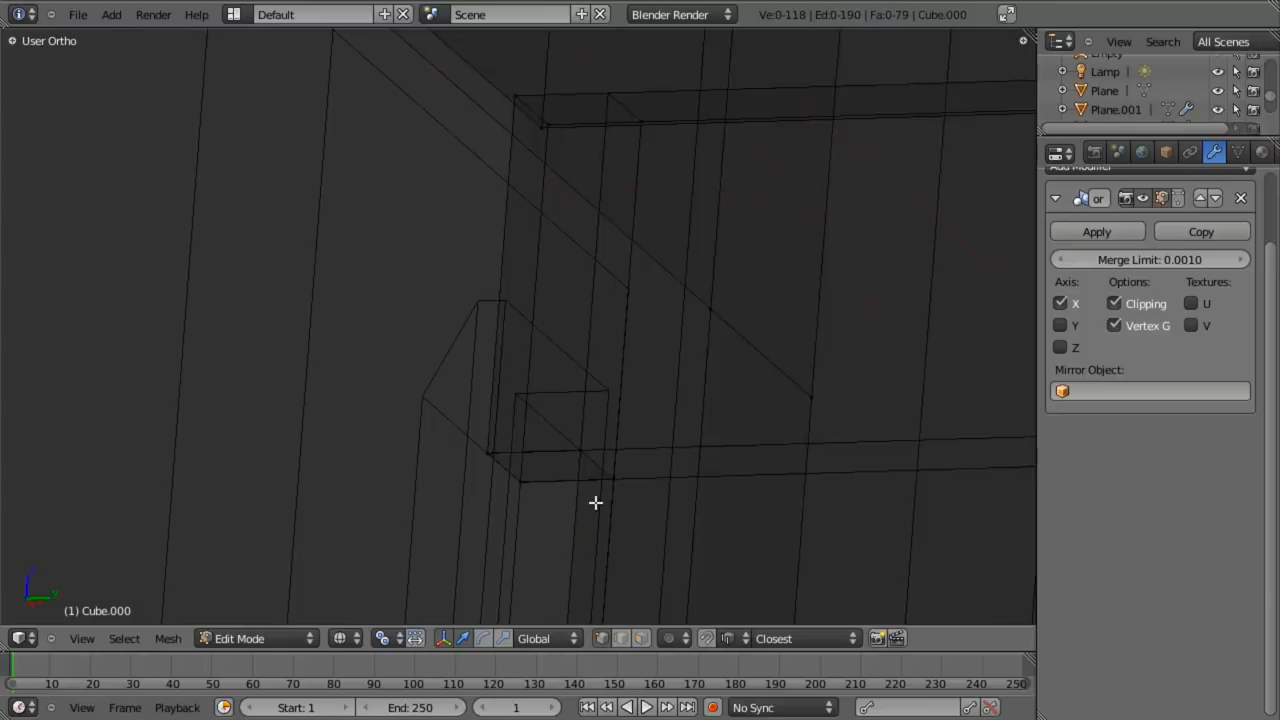 File Add Render Help Default Scene Blender Render Ve:0-118 | Ed:0-190 | Fa:0-79 | Cube.000
User Ortho
View Search All Scenes
Lamp
Plane
Plane.001
or
Apply Copy
Merge Limit: 0.0010
Axis: Options: Textures:
X Clipping U
Y Vertex G V
Z
Mirror Object:
(1) Cube.000
View Select Mesh Edit Mode Global Closest
10 20 30 40 50 60 70 80 90 100 110 120 130 140 150 160 170 180 190 200 210 220 230 240 250
View Frame Playback Start: 1 End: 250 1 No Sync